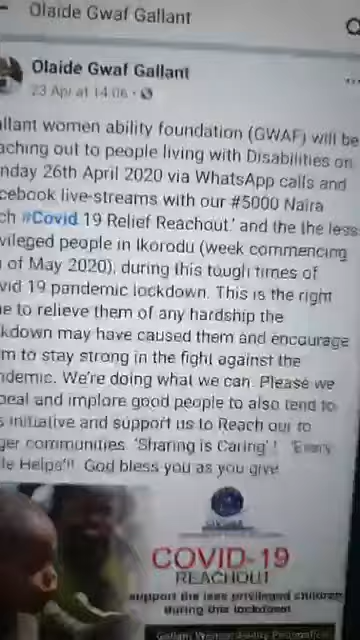 Olaide Gwaf Gallant
Olaide Gwaf Gallant
23 Apr at 14:06 ·
allant women ability foundation (GWAF) will be
aching out to people living with Disabilities on
nday 26th April 2020 via WhatsApp calls and
cebook live-streams with our #5000 Naira
ch #Covid 19 Relief Reachout.' and the the less
vileged people in Ikorodu (week commencing
of May 2020), during this tough times of
vid 19 pandemic lockdown. This is the right
e to relieve them of any hardship the
kdown may have caused them and encourage
m to stay strong in the fight against the
ndemic. We're doing what we can. Please we
peal and implore good people to also tend to
s initiative and support us to Reach out to
ger communities. 'Sharing is Caring' ! 'Every
le Helps'!! God bless you as you give
COVID-19
REACHOUT
support the less privileged children
during this lockdown